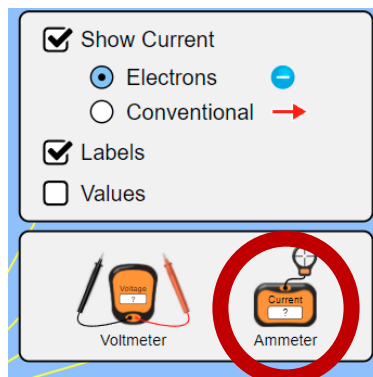 Show Current
Electrons
Conventional
Labels
Values
Voltage
?
Voltmeter
Current
?
Ammeter